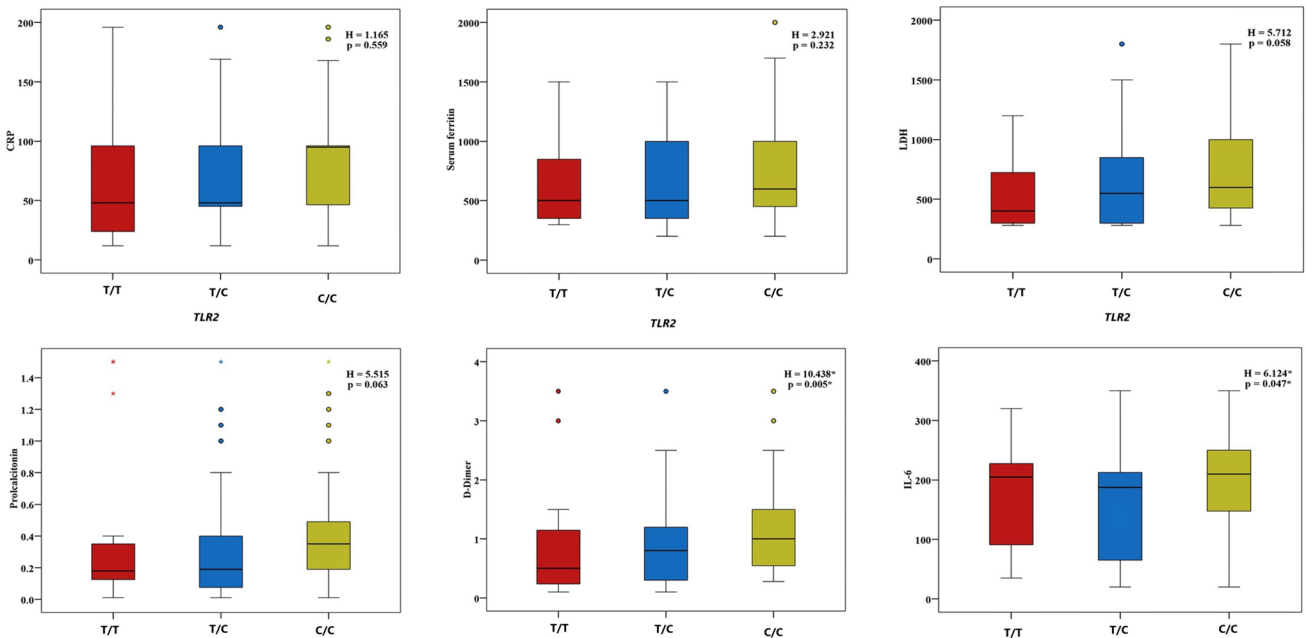 200
150
100
50
0
CRP
H = 1.165
p = 0.559
T/T T/C C/C
TLR2
2000
1500
1000
500
0
Serum ferritin
H = 2.921
p = 0.232
T/T T/C C/C
TLR2
2000
1500
1000
500
0
LDH
H = 5.712
p = 0.058
T/T T/C C/C
TLR2
1.4
1.2
1.0
0.8
0.6
0.4
0.2
0.0
Prolcalcitonin
H = 5.515
p = 0.063
T/T T/C C/C
4
3
2
1
0
D-Dimer
H = 10.438*
p = 0.005*
T/T T/C C/C
400
300
200
100
0
IL-6
H = 6.124*
p = 0.047*
T/T T/C C/C